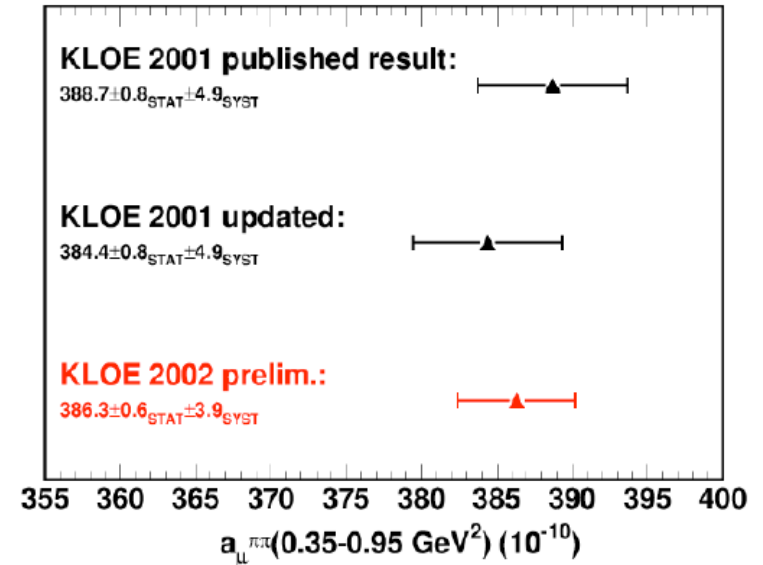 KLOE 2001 published result:
388.7±0.8STAT±4.9SYST
KLOE 2001 updated:
384.4±0.8STAT±4.9SYST
KLOE 2002 prelim.:
386.3±0.6STAT±3.9SYST
355 360 365 370 375 380 385 390 395 400
aμππ(0.35-0.95 GeV2) (10-10)